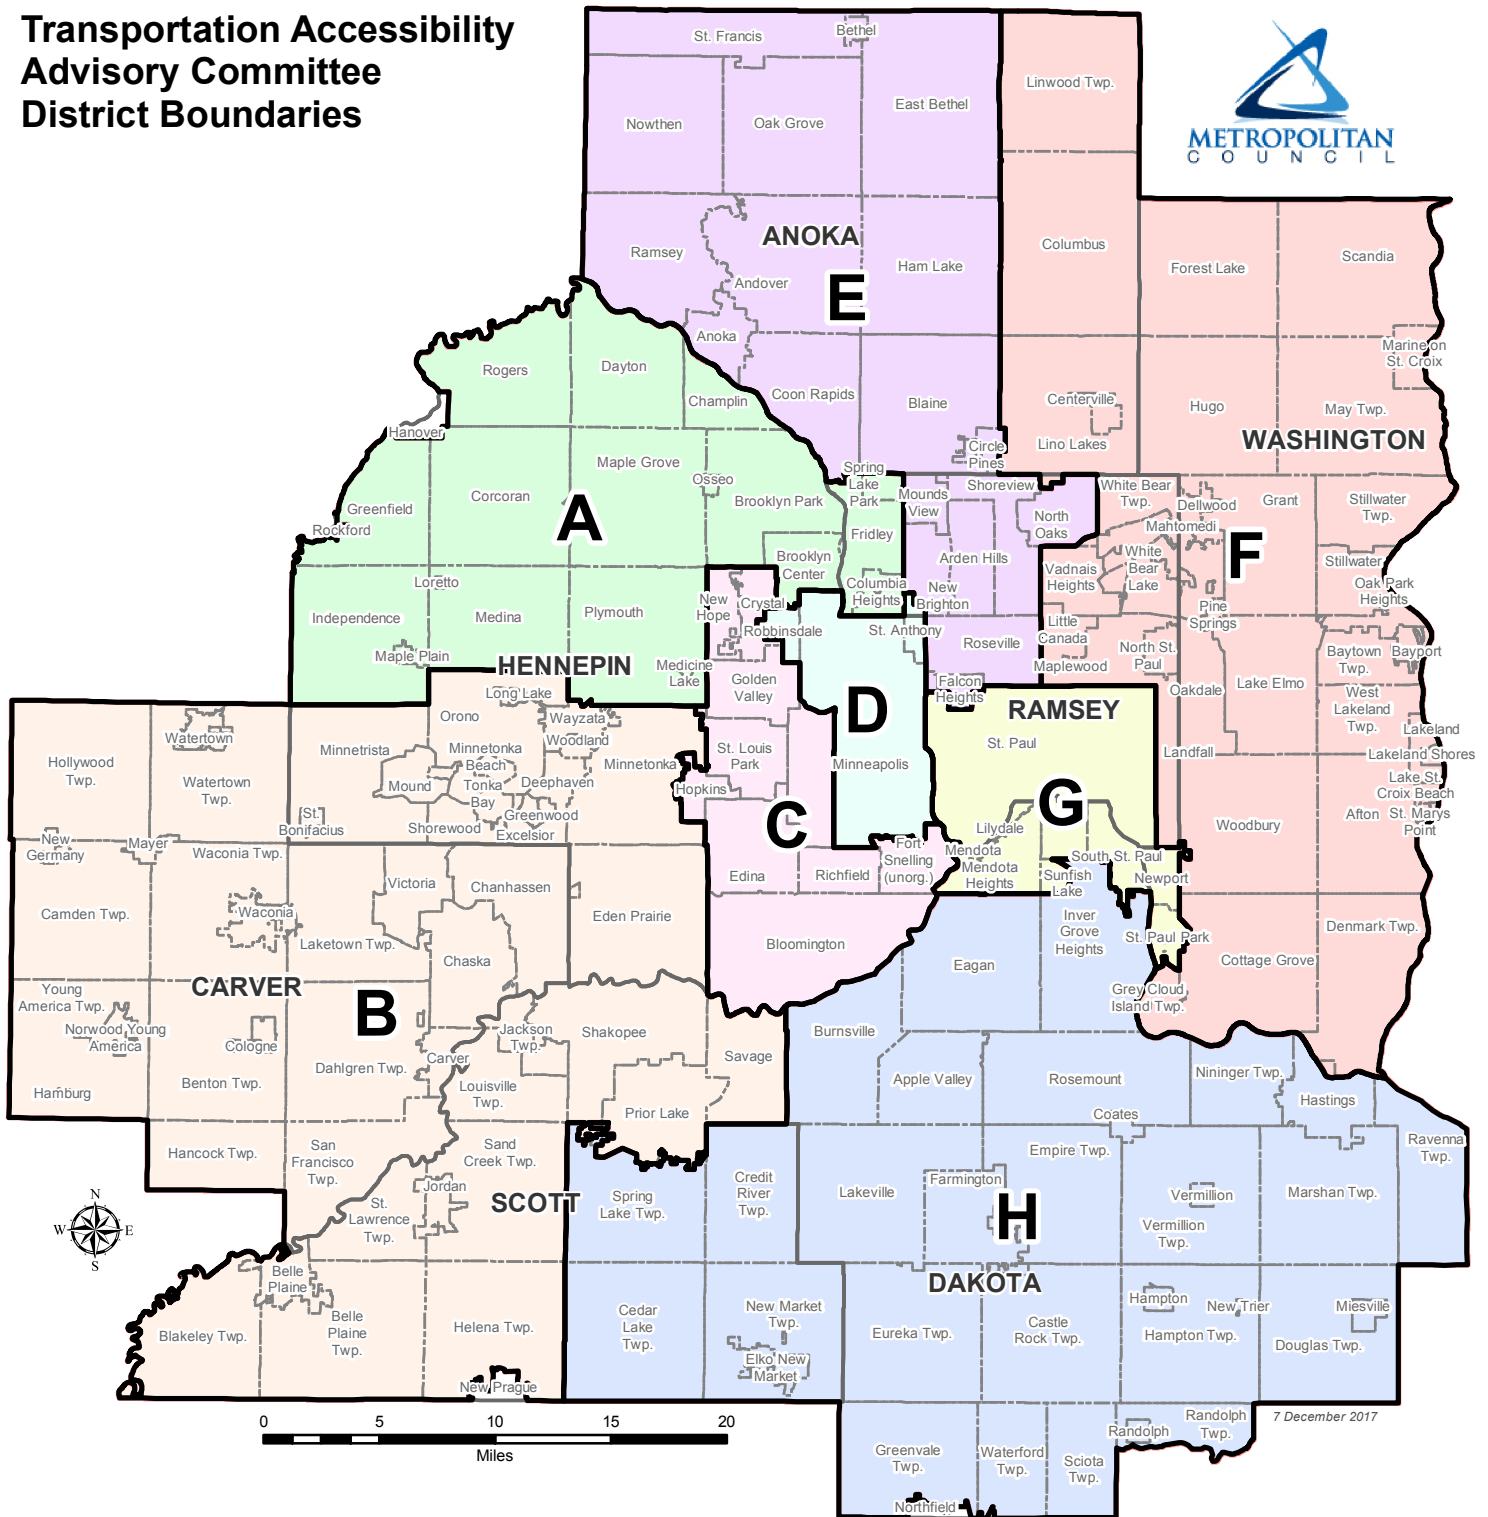 Transportation Accessibility
Advisory Committee
District Boundaries
METROPOLITAN
COUNCIL
St. Francis
Bethel
Linwood Twp.
East Bethel
Nowthen
Oak Grove
ANOKA
Ramsey
Columbus
Scandia
Ham Lake
Forest Lake
Andover
E
Anoka
Marine on
St. Croix
Rogers
Dayton
Coon Rapids
Champlin
Blaine
Centerville
Hugo
May Twp.
Hanover
Circle
Pines
Lino Lakes
WASHINGTON
Maple Grove
Spring
Lake
Park
Osseo
Shoreview
White Bear
Twp.
Corcoran
Brooklyn Park
Mounds
View
Dellwood
Grant
Stillwater
Twp.
Greenfield
A
North
Oaks
Mahtomedi
Rockford
Fridley
F
Brooklyn
Center
Arden Hills
White
Bear
Lake
Stillwater
Loretto
Vadnais
Heights
Columbia
Heights
New
Brighton
Oak Park
Heights
New
Hope
Crystal
Pine
Springs
Independence
Medina
Plymouth
Little
Canada
Robbinsdale
St. Anthony
Roseville
North St.
Paul
Baytown
Twp.
Bayport
Maple Plain
HENNEPIN
Medicine
Lake
Maplewood
Golden
Valley
Falcon
Heights
Oakdale
Lake Elmo
West
Lakeland
Twp.
Long Lake
D
RAMSEY
Orono
Wayzata
Watertown
Woodland
St. Paul
Lakeland
Minnetrista
Minnetonka
Beach
St. Louis
Park
Landfall
Lakeland Shores
Hollywood
Twp.
Minnetonka
Minneapolis
Watertown
Twp.
Mound
Tonka
Bay
Deephaven
Hopkins
Lake St.
Croix Beach
G
St.
Bonifacius
Shorewood
Greenwood
Excelsior
C
Lilydale
Woodbury
Afton
St. Marys
Point
New
Germany
Mayer
Waconia Twp.
Fort
Snelling
(unorg.)
Mendota
Mendota
Heights
South St. Paul
Victoria
Chanhassen
Edina
Richfield
Sunfish
Lake
Newport
Camden Twp.
Waconia
Eden Prairie
Laketown Twp.
Bloomington
Inver
Grove
Heights
St. Paul Park
Denmark Twp.
Chaska
Eagan
Cottage Grove
CARVER
Young
America Twp.
Grey Cloud
Island Twp.
B
Norwood Young
America
Cologne
Jackson
Twp.
Shakopee
Burnsville
Carver
Savage
Dahlgren Twp.
Benton Twp.
Louisville
Twp.
Apple Valley
Rosemount
Nininger Twp.
Hamburg
Prior Lake
Coates
Hastings
Hancock Twp.
San
Francisco
Twp.
Sand
Creek Twp.
Empire Twp.
Ravenna
Twp.
Jordan
SCOTT
Spring
Lake Twp.
Credit
River
Twp.
Lakeville
Farmington
H
Vermillion
Marshan Twp.
St.
Lawrence
Twp.
Vermillion
Twp.
N
W
E
S
Belle
Plaine
DAKOTA
Hampton
New Trier
Miesville
Blakeley Twp.
Belle
Plaine
Twp.
Helena Twp.
Cedar
Lake
Twp.
New Market
Twp.
Eureka Twp.
Castle
Rock Twp.
Hampton Twp.
Douglas Twp.
Elko New
Market
New Prague
0 5 10 15 20
Miles
Randolph
Twp.
7 December 2017
Randolph
Greenvale
Twp.
Waterford
Twp.
Sciota
Twp.
Northfield